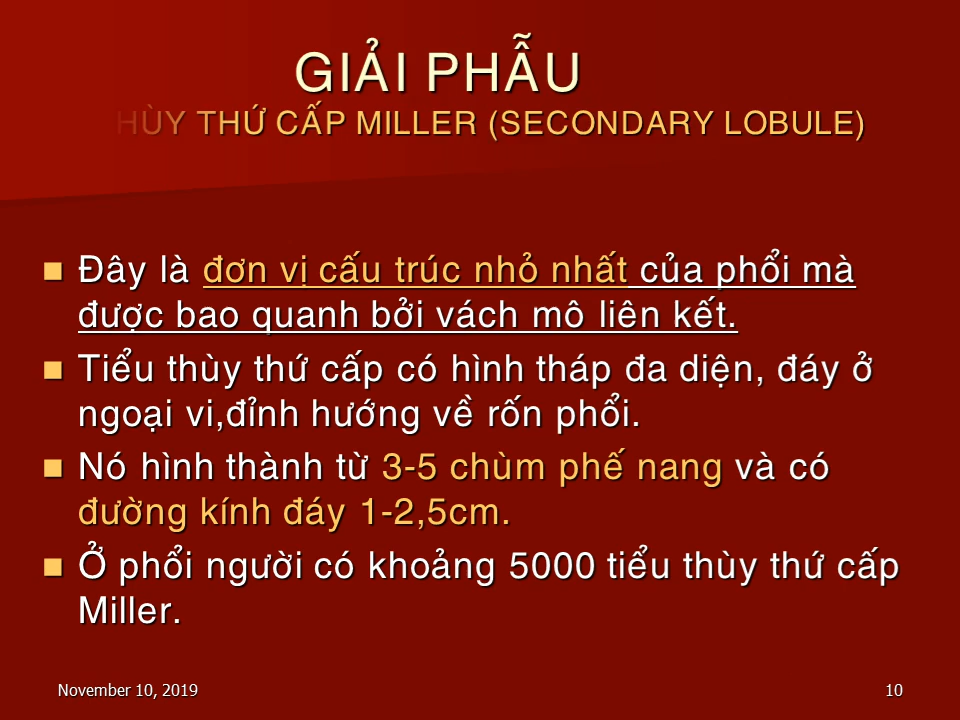 GIẢI PHẪU
HÙY THỨ CẤP MILLER (SECONDARY LOBULE)
Đây là đơn vị cấu trúc nhỏ nhất của phổi mà
được bao quanh bởi vách mô liên kết.
Tiểu thùy thứ cấp có hình tháp đa diện, đáy ở
ngoại vi,đỉnh hướng về rốn phổi.
Nó hình thành từ 3-5 chùm phế nang và có
đường kính đáy 1-2,5cm.
Ở phổi người có khoảng 5000 tiểu thùy thứ cấp
Miller.
November 10, 2019
10